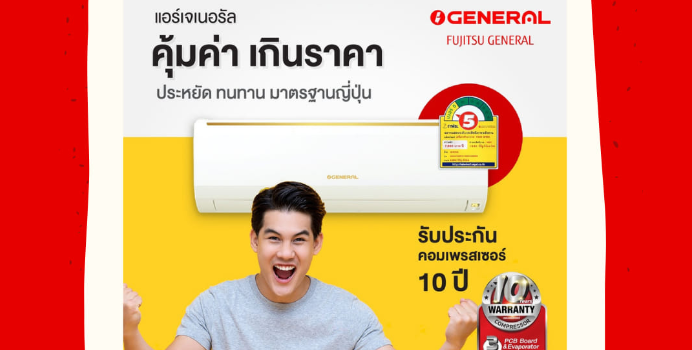 แอร์เจเนอรัล
คุ้มค่า เกินราคา
ประหยัด ทนทาน มาตรฐานญี่ปุ่น
GENERAL
FUJITSU GENERAL
5
GENERAL
รับประกัน
คอมเพรสเซอร์
10 ปี
10
YEARS
WARRANTY
COMPRESSOR
3
PCB Board
& Evaporator